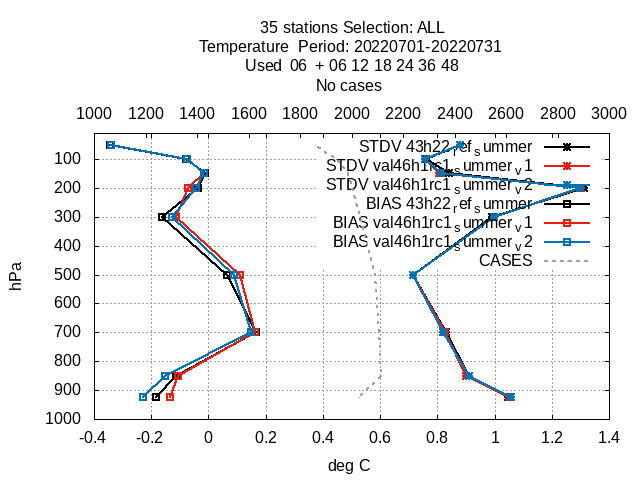 35 stations Selection: ALL
Temperature  Period: 20220701-20220731
Used  06  + 06 12 18 24 36 48
No cases
1000 1200 1400 1600 1800 2000 2200 2400 2600 2800 3000
STDV 43h22_ref_summer
STDV val46h1rc1_summer_v1
STDV val46h1rc1_summer_v2
BIAS 43h22_ref_summer
BIAS val46h1rc1_summer_v1
BIAS val46h1rc1_summer_v2
CASES
100
200
300
400
500
600
700
800
900
1000
hPa
-0.4 -0.2 0 0.2 0.4 0.6 0.8 1 1.2 1.4
deg C